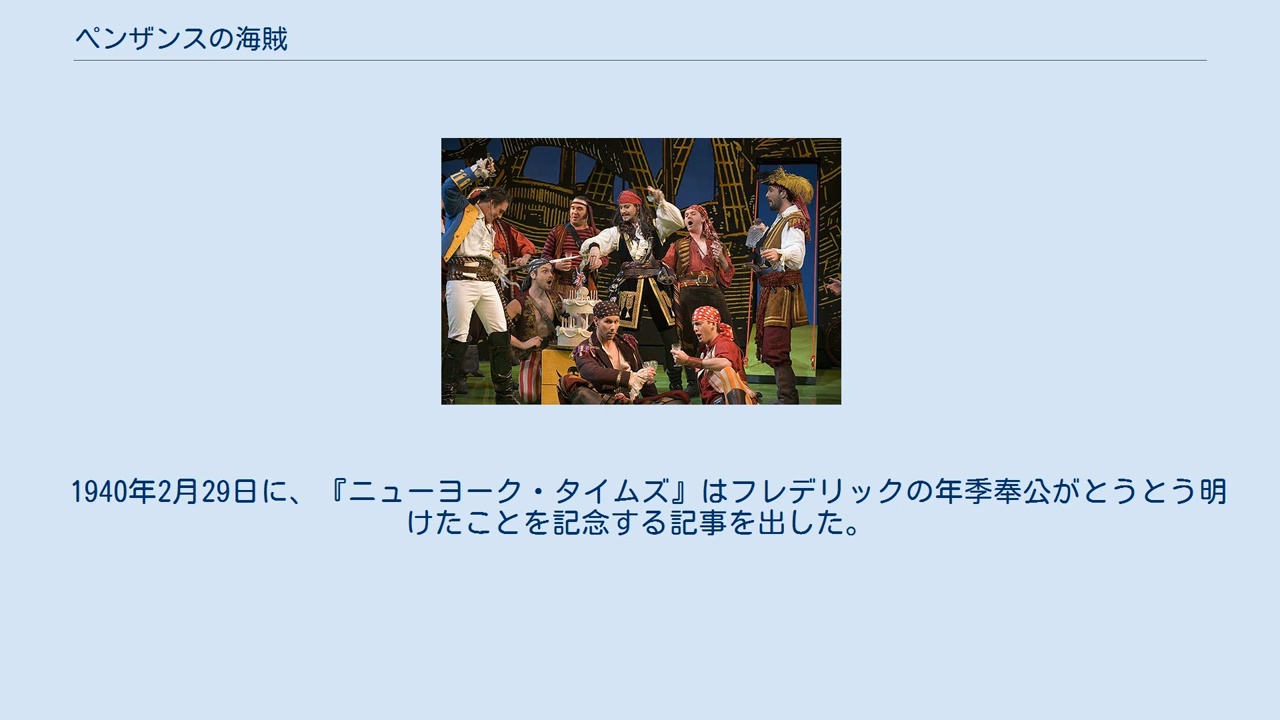 ペンザンスの海賊
1940年2月29日に、『ニューヨーク・タイムズ』はフレデリックの年季奉公がとうとう明
けたことを記念する記事を出した。